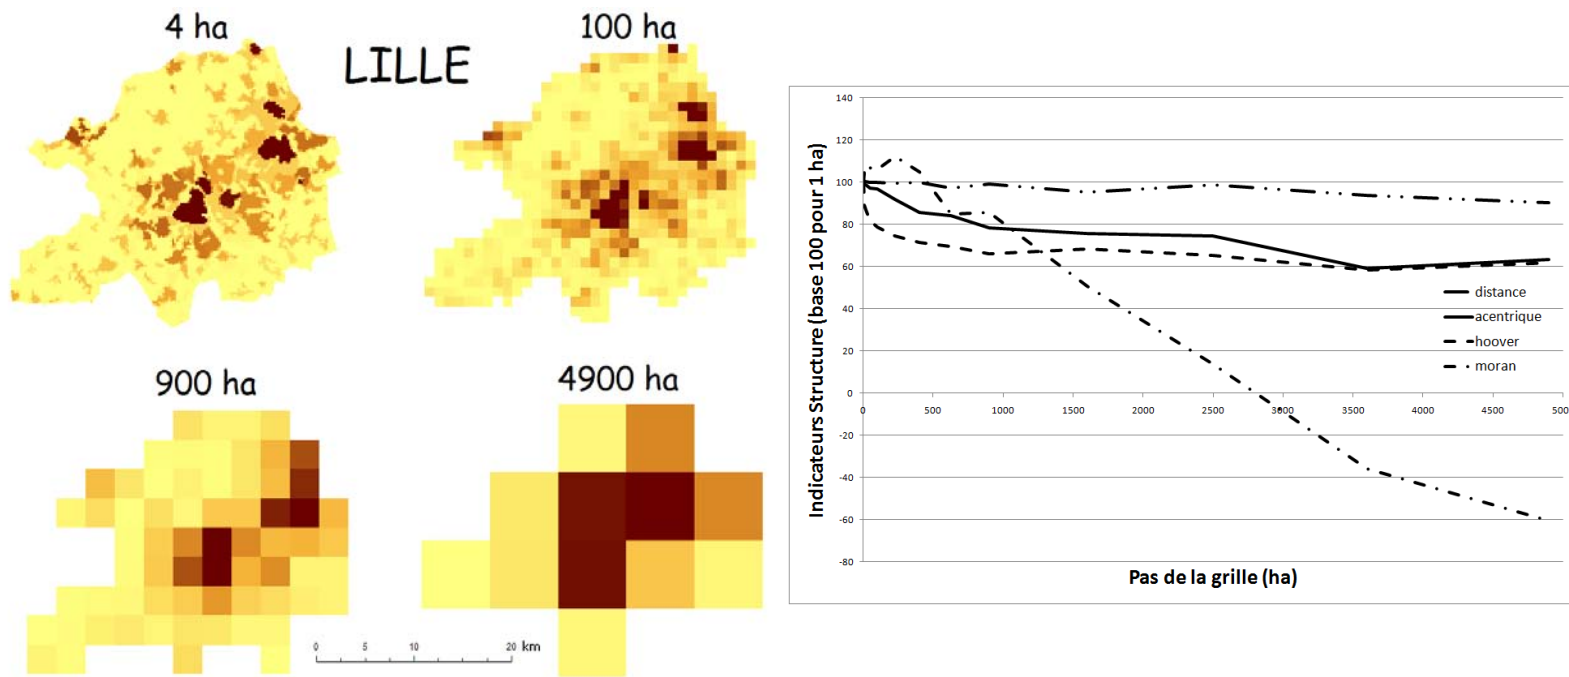 4 ha
LILLE
100 ha
900 ha
4900 ha
0 5 10 20 km
Indicateurs Structure (base 100 pour 1 ha)
140
120
100
80
60
40
20
0
-20
-40
-60
-80
0 500 1000 1500 2000 2500 3000 3500 4000 4500 500
distance
acentrique
hoover
moran
Pas de la grille (ha)